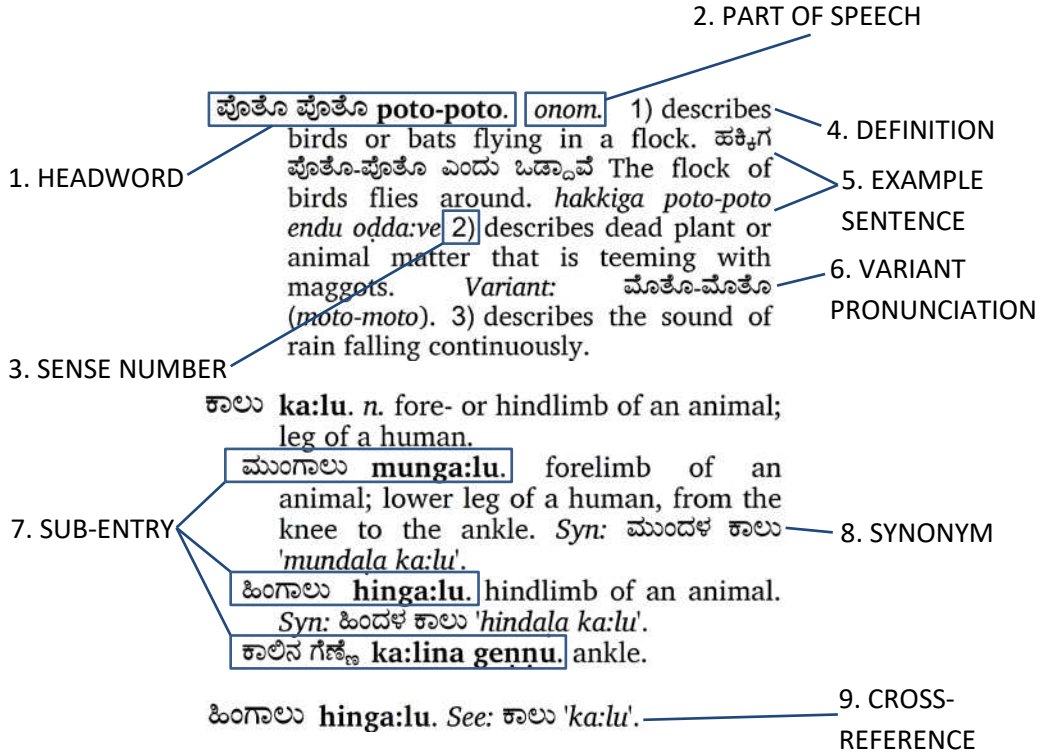 2. PART OF SPEECH
ಪೊತೊ ಪೊತೊ poto-poto. onom. 1) describes
birds or bats flying in a flock. ಹಕ್ಕಿಗ
ಪೊತೊ-ಪೊತೊ ಎಂದು ಒಡ್ಡಾವೆ The flock of
birds flies around. hakkiga poto-poto
endu oḍda:ve 2) describes dead plant or
animal matter that is teeming with
maggots. Variant: ಮೊತೊ-ಮೊತೊ
(moto-moto). 3) describes the sound of
rain falling continuously.
4. DEFINITION
1. HEADWORD
5. EXAMPLE
SENTENCE
6. VARIANT
PRONUNCIATION
3. SENSE NUMBER
ಕಾಲು ka:lu. n. fore- or hindlimb of an animal;
leg of a human.
ಮುಂಗಾಲು munga:lu. forelimb of an
animal; lower leg of a human, from the
knee to the ankle. Syn: ಮುಂದಳ ಕಾಲು
'mundaḷa ka:lu'.
ಹಿಂಗಾಲು hinga:lu. hindlimb of an animal.
Syn: ಹಿಂದಳ ಕಾಲು 'hindaḷa ka:lu'.
ಕಾಲಿನ ಗೆಣ್ಣೆ ka:lina geṇṇu. ankle.
7. SUB-ENTRY
8. SYNONYM
ಹಿಂಗಾಲು hinga:lu. See: ಕಾಲು 'ka:lu'.
9. CROSS-
REFERENCE